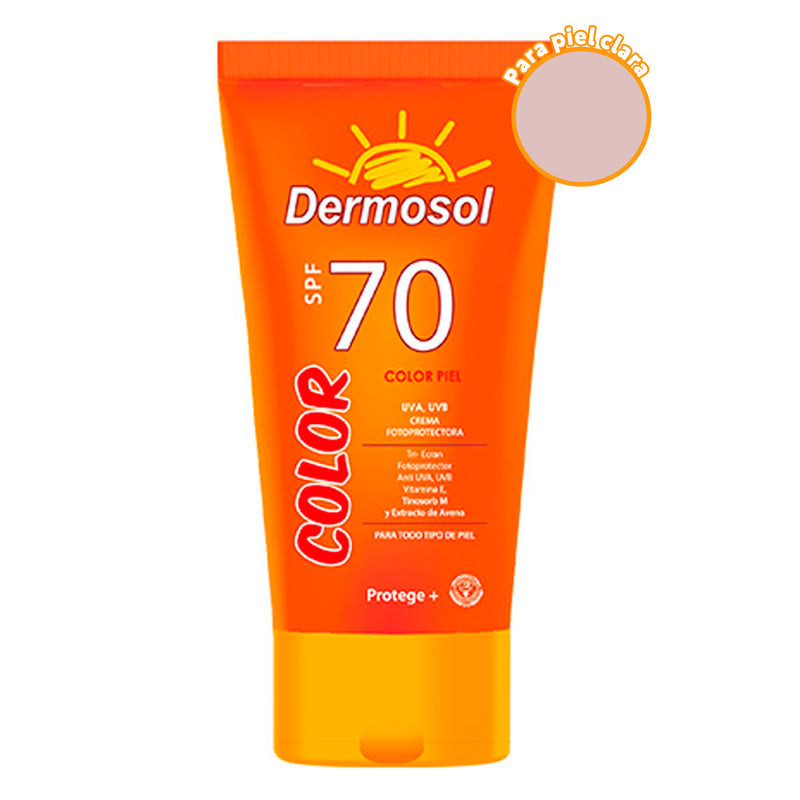 Para piel clara
Dermosol
SPF 70
COLOR
COLOR PIEL
UVA, UVB
CREMA
FOTOPROTECTORA
Tri- Ecran
Fotoprotector
Anti UVA, UVB
Vitamina E,
Tinosorb M
y Extracto de Avena
PARA TODO TIPO DE PIEL
Protege +